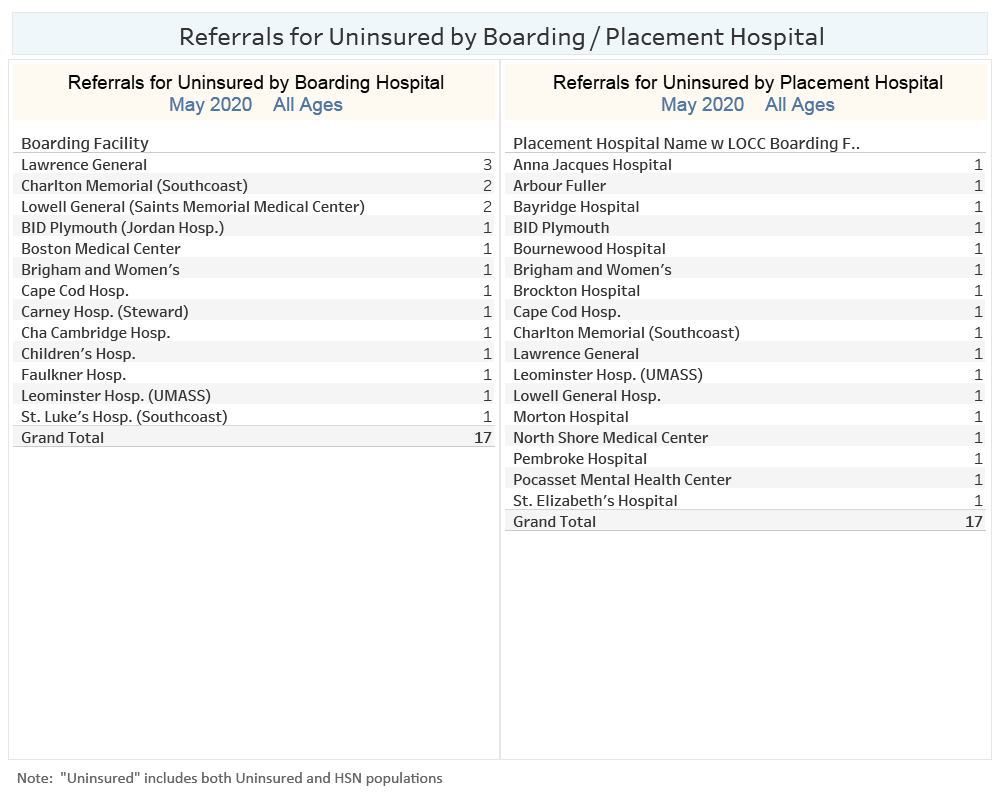 Referrals for Uninsured by Boarding / Placement Hospital
Referrals for Uninsured by Boarding Hospital
May 2020 All Ages
Boarding Facility
Lawrence General 3
Charlton Memorial (Southcoast) 2
Lowell General (Saints Memorial Medical Center) 2
BID Plymouth (Jordan Hosp.) 1
Boston Medical Center 1
Brigham and Women's 1
Cape Cod Hosp. 1
Carney Hosp. (Steward) 1
Cha Cambridge Hosp. 1
Children's Hosp. 1
Faulkner Hosp. 1
Leominster Hosp. (UMASS) 1
St. Luke's Hosp. (Southcoast) 1
Grand Total 17
Referrals for Uninsured by Placement Hospital
May 2020 All Ages
Placement Hospital Name w LOCC Boarding F..
Anna Jacques Hospital 1
Arbour Fuller 1
Bayridge Hospital 1
BID Plymouth 1
Bournewood Hospital 1
Brigham and Women's 1
Brockton Hospital 1
Cape Cod Hosp. 1
Charlton Memorial (Southcoast) 1
Lawrence General 1
Leominster Hosp. (UMASS) 1
Lowell General Hosp. 1
Morton Hospital 1
North Shore Medical Center 1
Pembroke Hospital 1
Pocasset Mental Health Center 1
St. Elizabeth's Hospital 1
Grand Total 17
Note: "Uninsured" includes both Uninsured and HSN populations